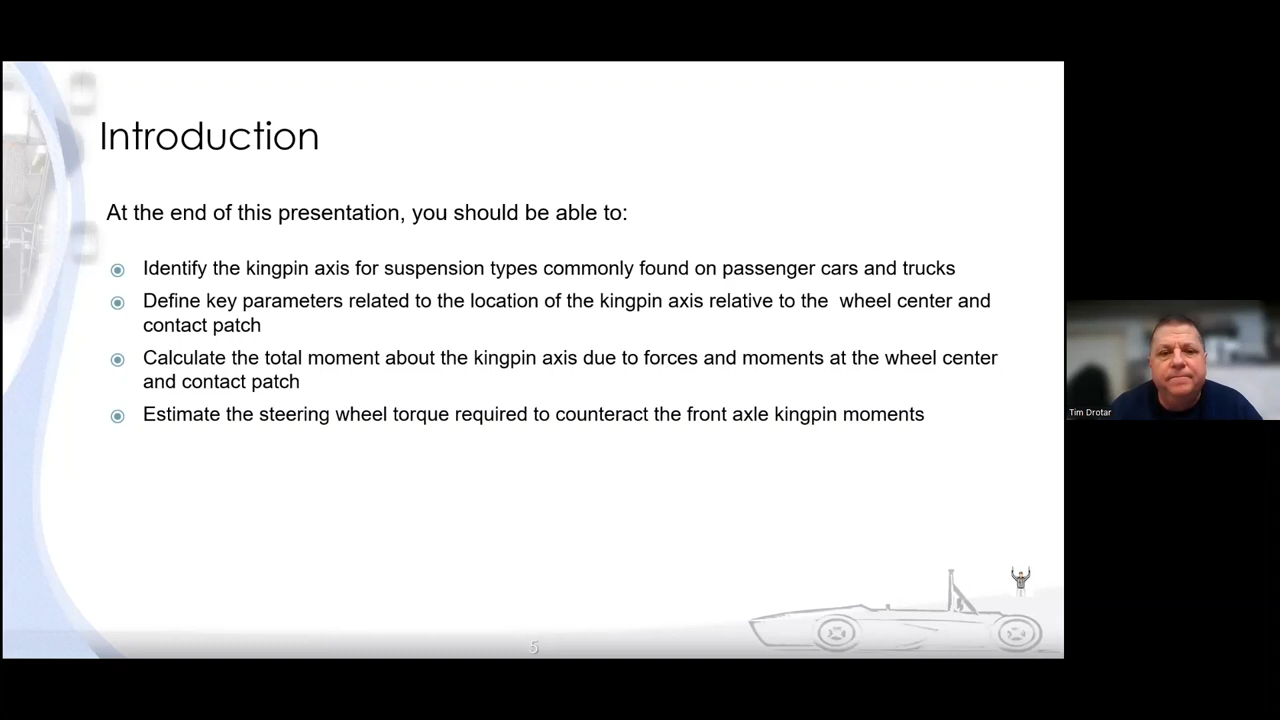 Introduction
At the end of this presentation, you should be able to:
Identify the kingpin axis for suspension types commonly found on passenger cars and trucks
Define key parameters related to the location of the kingpin axis relative to the  wheel center and
contact patch
Calculate the total moment about the kingpin axis due to forces and moments at the wheel center
and contact patch
Estimate the steering wheel torque required to counteract the front axle kingpin moments
Tim Drotar
5